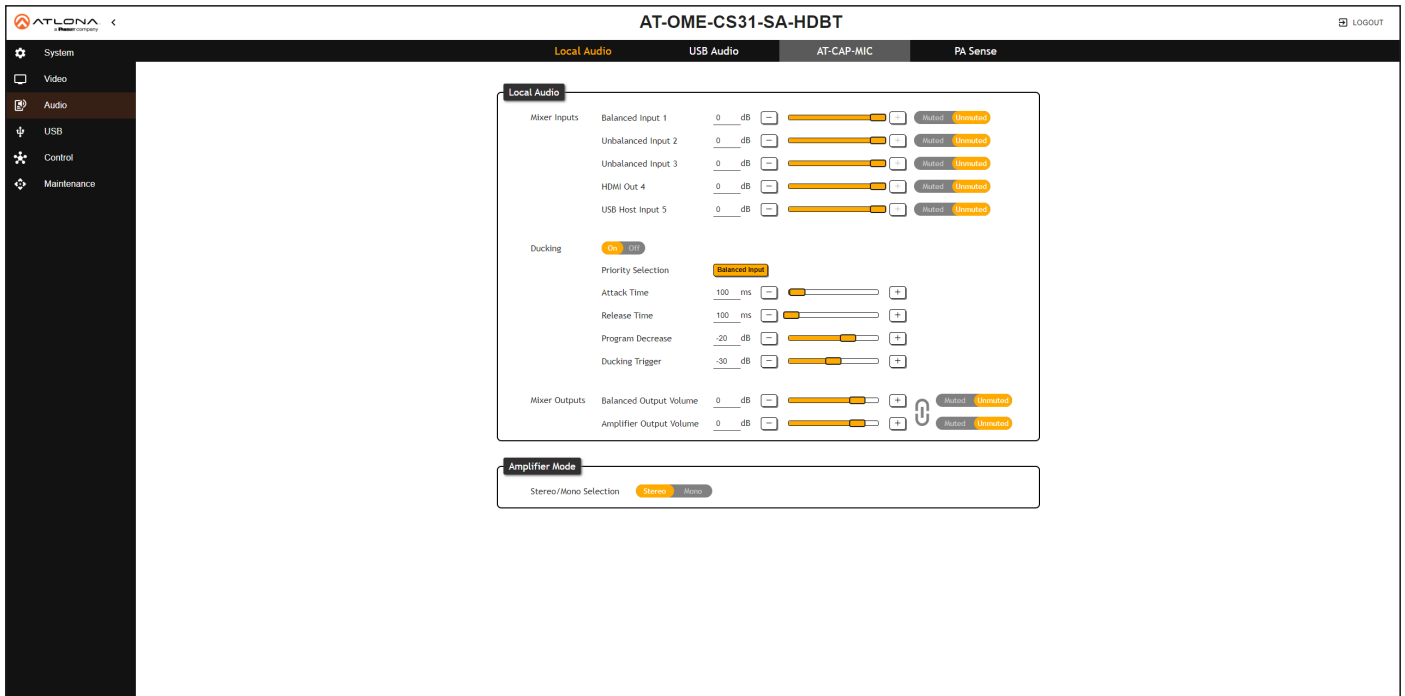 ATLONA
a Panduit company
AT-OME-CS31-SA-HDBT
LOGOUT
System
Video
Audio
USB
Control
Maintenance
Local Audio USB Audio AT-CAP-MIC PA Sense
Local Audio
Mixer Inputs Balanced Input 1 0 dB − + Muted Unmuted
Unbalanced Input 2 0 dB − + Muted Unmuted
Unbalanced Input 3 0 dB − + Muted Unmuted
HDMI Out 4 0 dB − + Muted Unmuted
USB Host Input 5 0 dB − + Muted Unmuted
Ducking On Off
Priority Selection Balanced Input
Attack Time 100 ms − +
Release Time 100 ms − +
Program Decrease -20 dB − +
Ducking Trigger -30 dB − +
Mixer Outputs Balanced Output Volume 0 dB − + Muted Unmuted
Amplifier Output Volume 0 dB − + Muted Unmuted
Amplifier Mode
Stereo/Mono Selection Stereo Mono